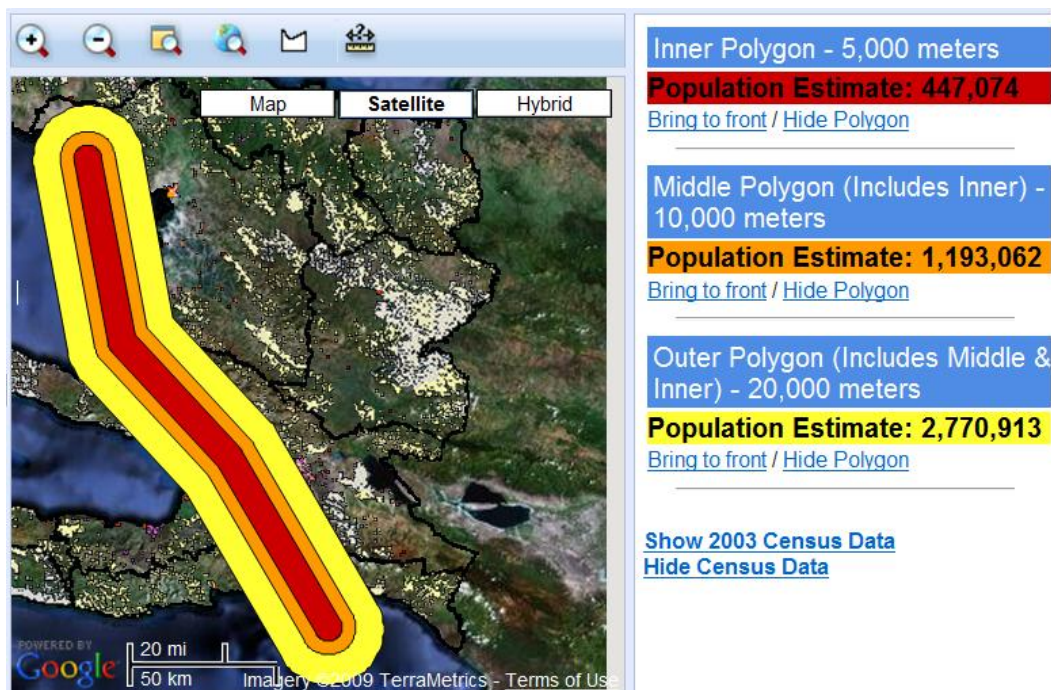 Map Satellite Hybrid
POWERED BY
Google
20 mi
50 km
Imagery ©2009 TerraMetrics - Terms of Use
Inner Polygon - 5,000 meters
Population Estimate: 447,074
Bring to front / Hide Polygon
Middle Polygon (Includes Inner) -
10,000 meters
Population Estimate: 1,193,062
Bring to front / Hide Polygon
Outer Polygon (Includes Middle &
Inner) - 20,000 meters
Population Estimate: 2,770,913
Bring to front / Hide Polygon
Show 2003 Census Data
Hide Census Data